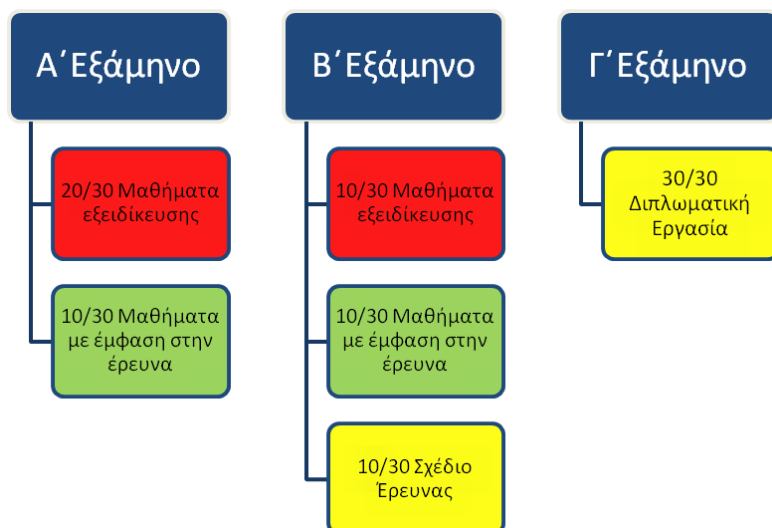 Α΄Εξάμηνο
20/30 Μαθήματα
εξειδίκευσης
10/30 Μαθήματα
με έμφαση στην
έρευνα
Β΄Εξάμηνο
10/30 Μαθήματα
εξειδίκευσης
10/30 Μαθήματα
με έμφαση στην
έρευνα
10/30 Σχέδιο
Έρευνας
Γ΄Εξάμηνο
30/30
Διπλωματική
Εργασία